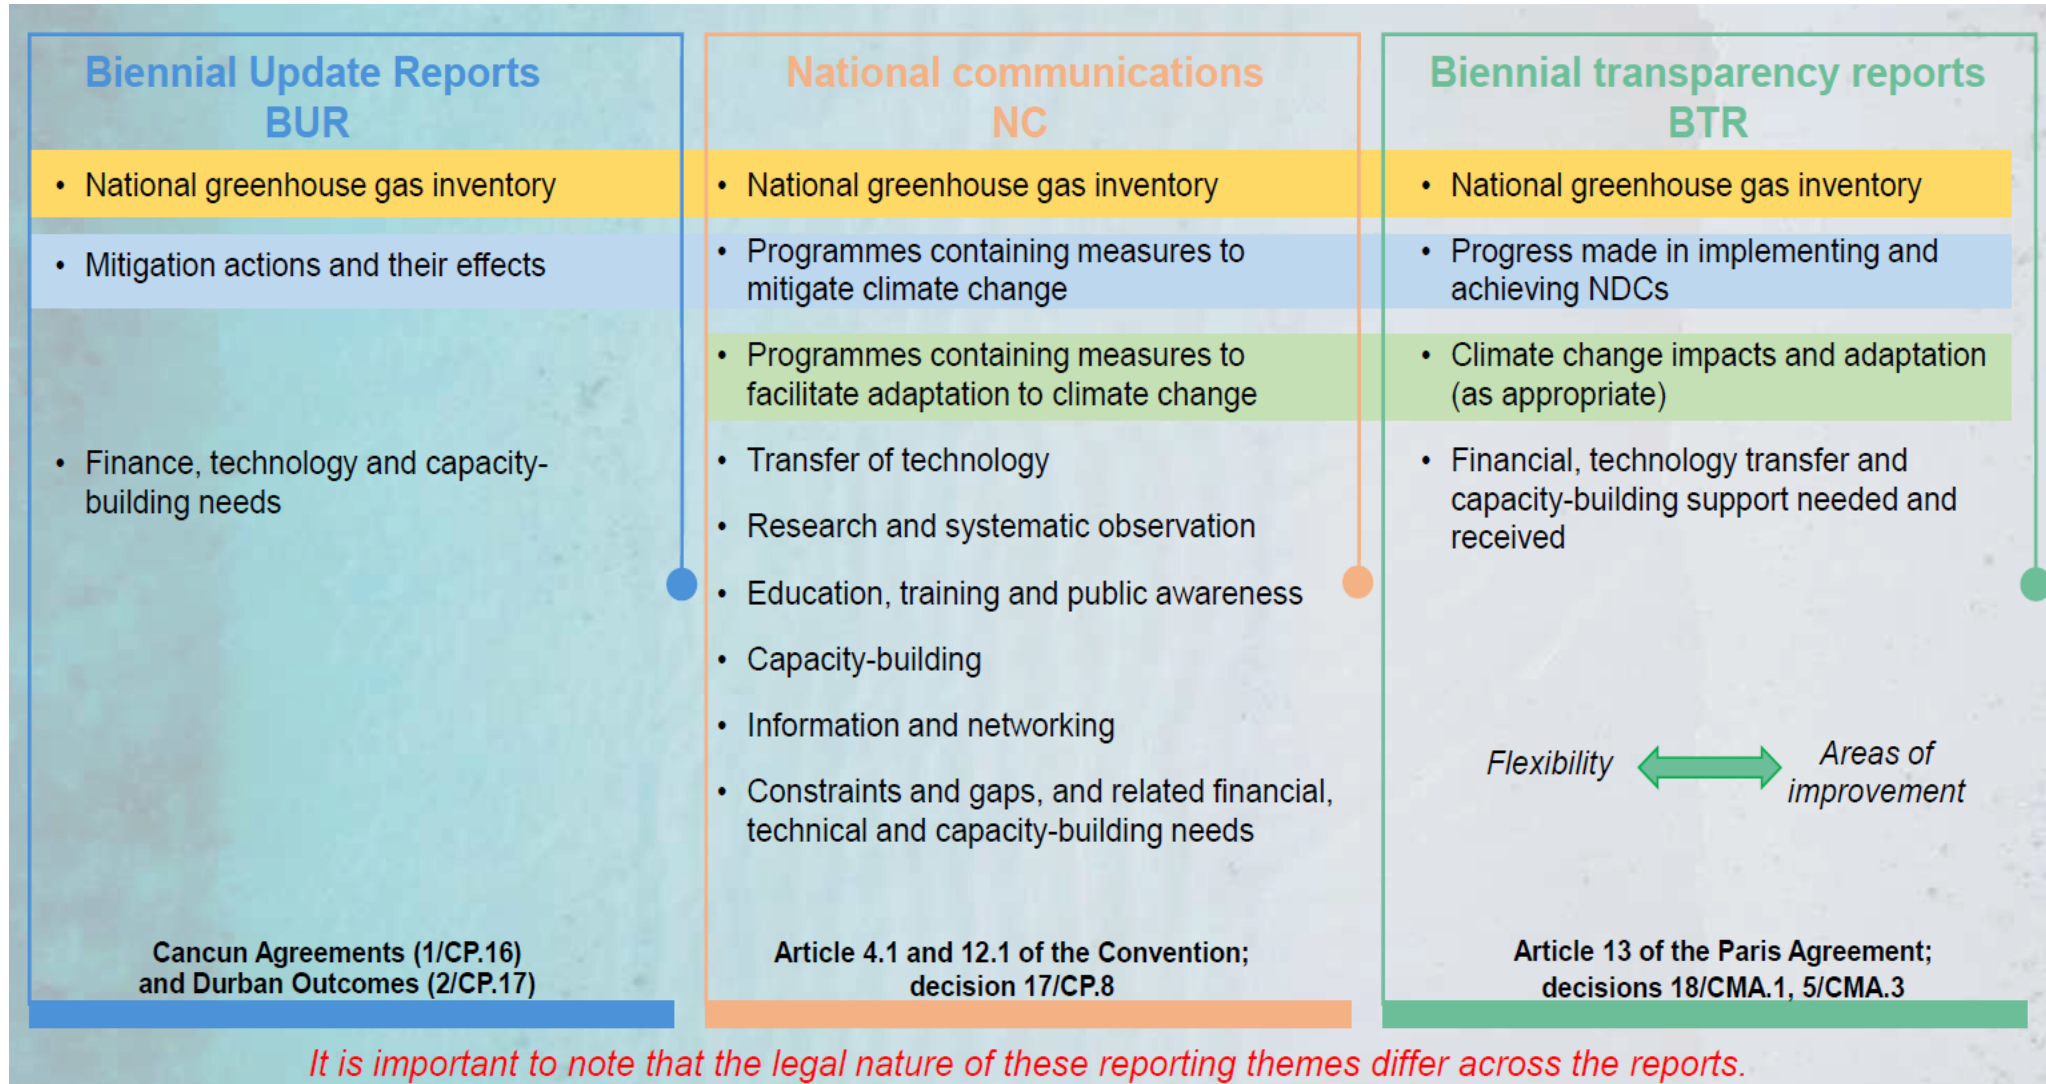 Biennial Update Reports
BUR
• National greenhouse gas inventory
• Mitigation actions and their effects
• Finance, technology and capacity-
building needs
Cancun Agreements (1/CP.16)
and Durban Outcomes (2/CP.17)
National communications
NC
• National greenhouse gas inventory
• Programmes containing measures to
mitigate climate change
• Programmes containing measures to
facilitate adaptation to climate change
• Transfer of technology
• Research and systematic observation
• Education, training and public awareness
• Capacity-building
• Information and networking
• Constraints and gaps, and related financial,
technical and capacity-building needs
Article 4.1 and 12.1 of the Convention;
decision 17/CP.8
Biennial transparency reports
BTR
• National greenhouse gas inventory
• Progress made in implementing and
achieving NDCs
• Climate change impacts and adaptation
(as appropriate)
• Financial, technology transfer and
capacity-building support needed and
received
Flexibility
Areas of
improvement
Article 13 of the Paris Agreement;
decisions 18/CMA.1, 5/CMA.3
It is important to note that the legal nature of these reporting themes differ across the reports.